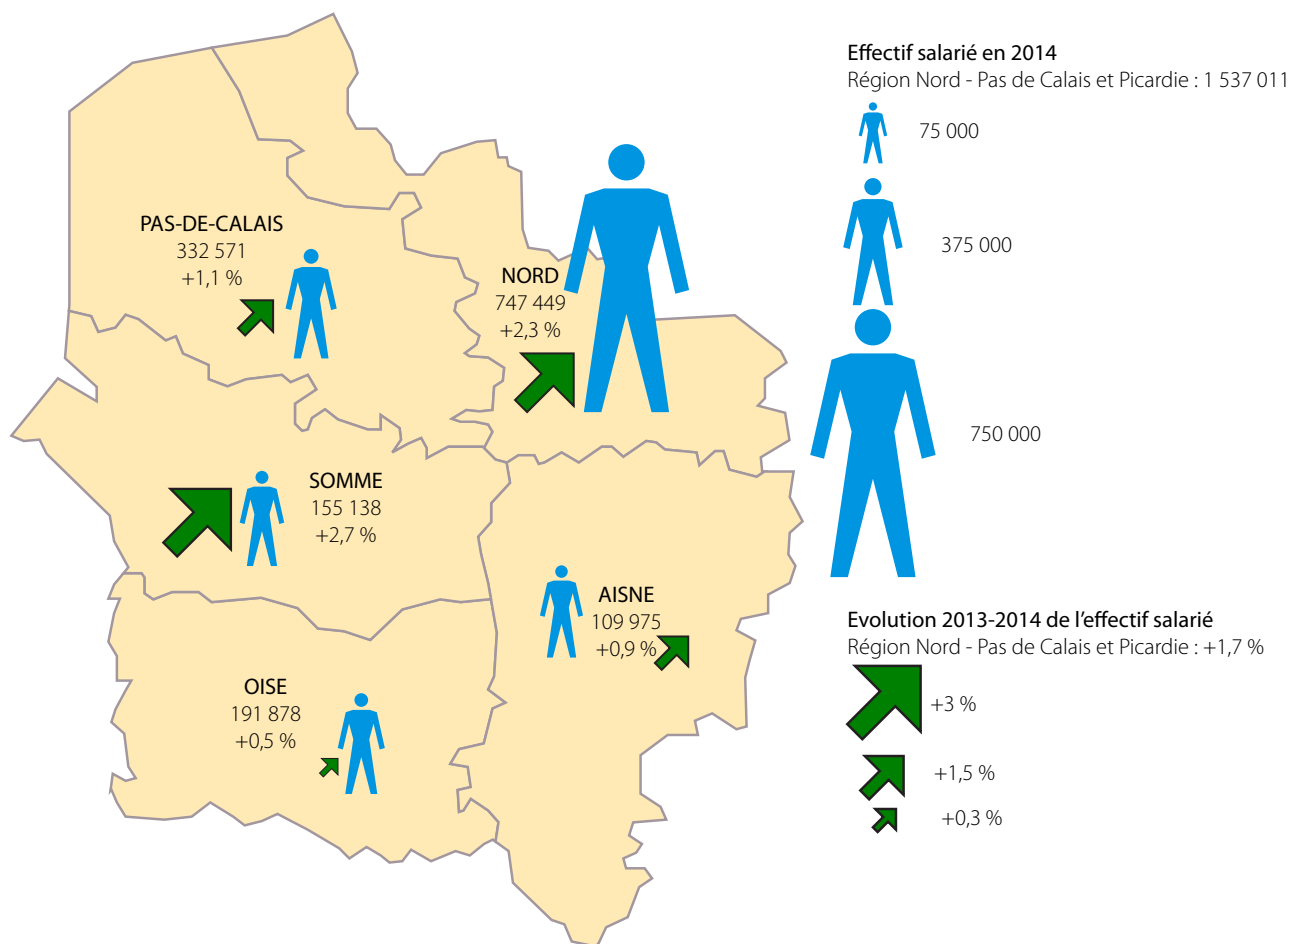 Effectif salarié en 2014
Région Nord - Pas de Calais et Picardie : 1 537 011
75 000
375 000
750 000
PAS-DE-CALAIS
332 571
+1,1 %
NORD
747 449
+2,3 %
SOMME
155 138
+2,7 %
AISNE
109 975
+0,9 %
OISE
191 878
+0,5 %
Evolution 2013-2014 de l'effectif salarié
Région Nord - Pas de Calais et Picardie : +1,7 %
+3 %
+1,5 %
+0,3 %